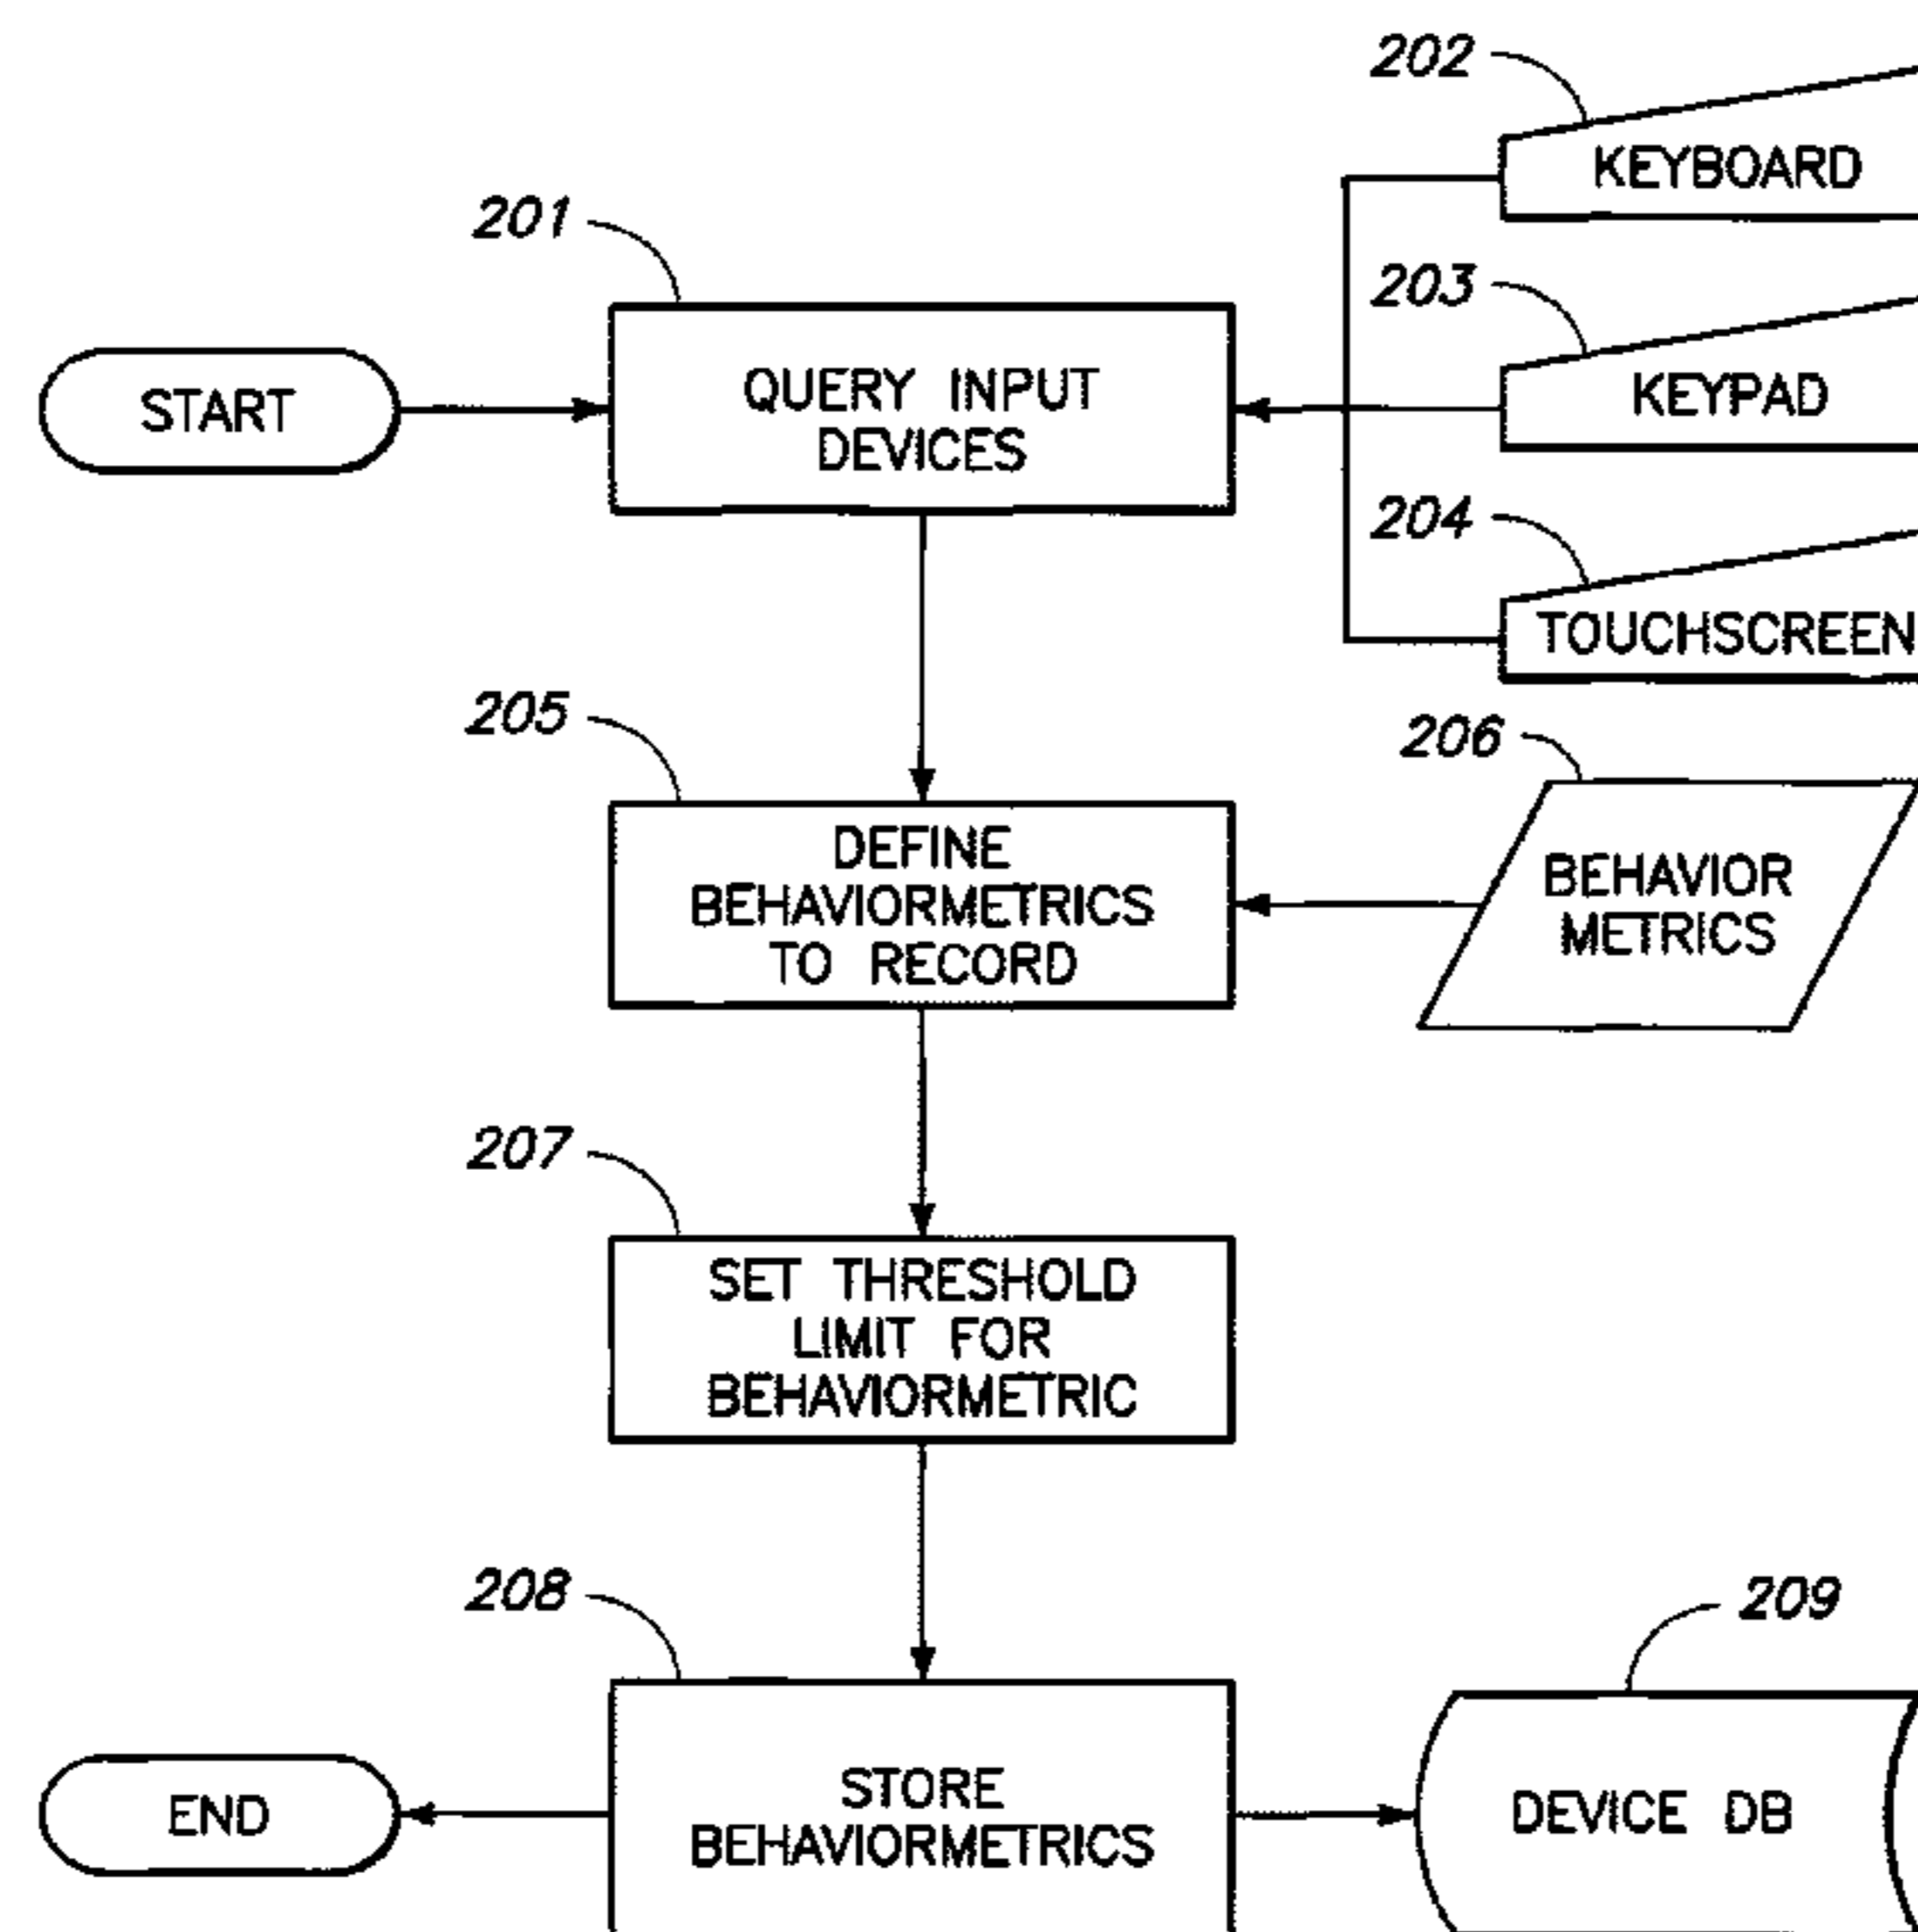 202
KEYBOARD
201
203
START
QUERY INPUT
DEVICES
KEYPAD
204
TOUCHSCREEN
205
206
DEFINE
BEHAVIORMETRICS
TO RECORD
BEHAVIOR
METRICS
207
SET THRESHOLD
LIMIT FOR
BEHAVIORMETRIC
208
209
END
STORE
BEHAVIORMETRICS
DEVICE DB